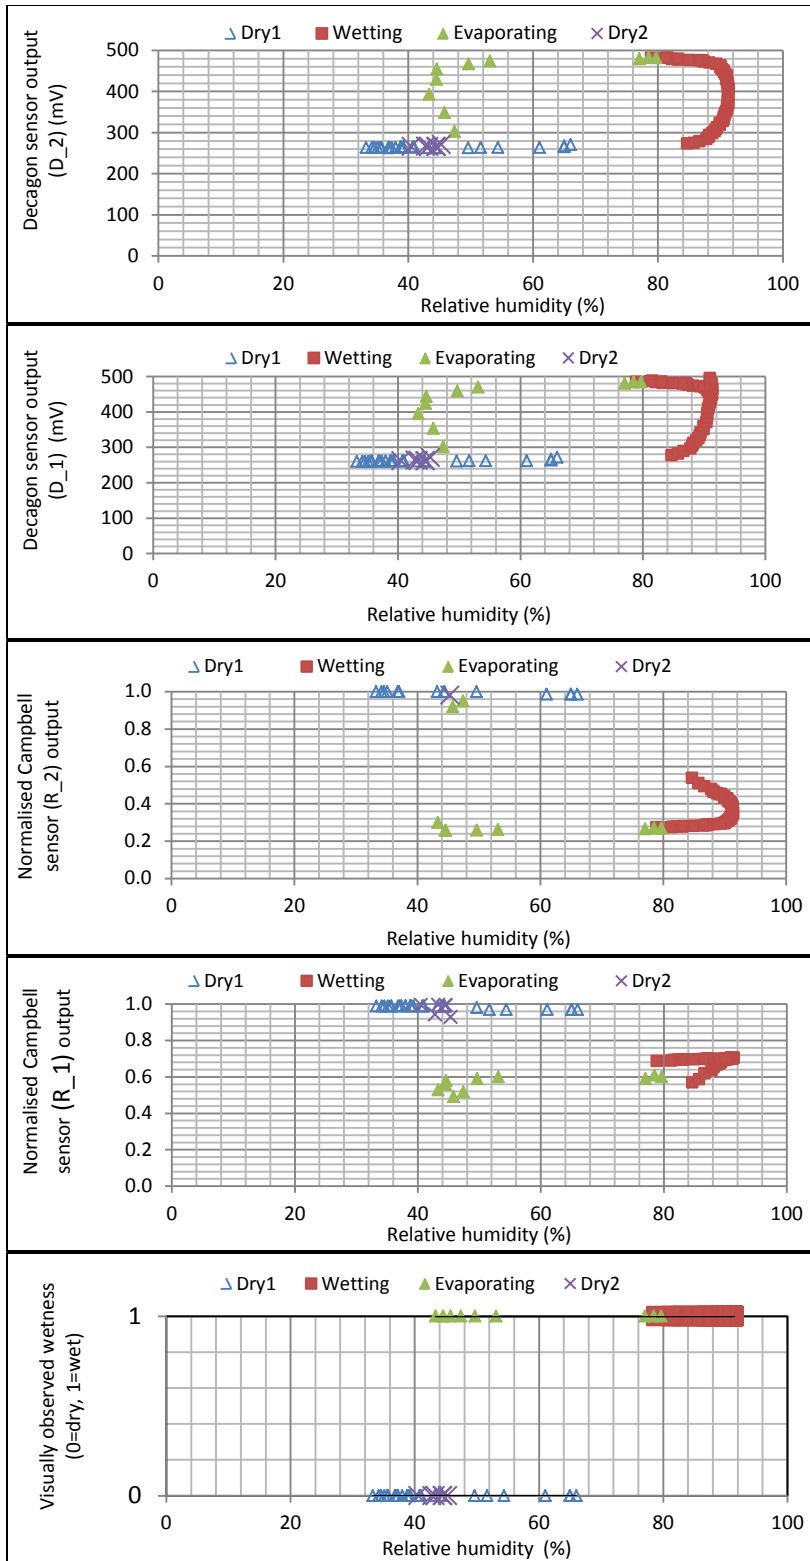 Dry1 Wetting Evaporating Dry2
Decagon sensor output
(D_2) (mV)
500
400
300
200
100
0
0 20 40 60 80 100
Relative humidity (%)
Dry1 Wetting Evaporating Dry2
Decagon sensor output
(D_1) (mV)
500
400
300
200
100
0
0 20 40 60 80 100
Relative humidity (%)
Dry1 Wetting Evaporating Dry2
Normalised Campbell
sensor (R_2) output
1.0
0.8
0.6
0.4
0.2
0.0
0 20 40 60 80 100
Relative humidity (%)
Dry1 Wetting Evaporating Dry2
Normalised Campbell
sensor (R_1) output
1.0
0.8
0.6
0.4
0.2
0.0
0 20 40 60 80 100
Relative humidity (%)
Dry1 Wetting Evaporating Dry2
Visually observed wetness
(0=dry, 1=wet)
1
0
0 20 40 60 80 100
Relative humidity (%)